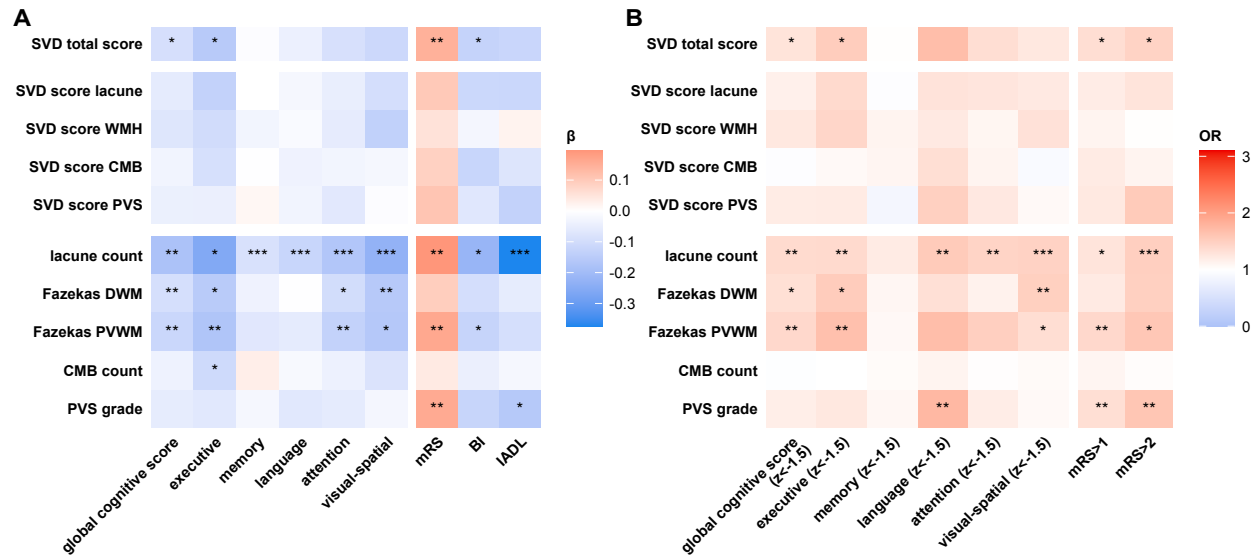 A
SVD total score * * ** *
SVD score lacune
SVD score WMH
SVD score CMB
SVD score PVS
lacune count ** * *** *** *** *** ** * ***
Fazekas DWM ** * * **
Fazekas PVWM ** ** ** * ** *
CMB count *
PVS grade ** *
global cognitive score
executive
memory
language
attention
visual-spatial
mRS
BI
IADL
β
0.1
0.0
-0.1
-0.2
-0.3
B
SVD total score * * * *
SVD score lacune
SVD score WMH
SVD score CMB
SVD score PVS
lacune count ** ** ** ** *** * ***
Fazekas DWM * * **
Fazekas PVWM ** ** * ** *
CMB count
PVS grade ** ** **
global cognitive score
(z<-1.5)
executive (z<-1.5)
memory (z<-1.5)
language (z<-1.5)
attention (z<-1.5)
visual-spatial (z<-1.5)
mRS>1
mRS>2
OR
3
2
1
0